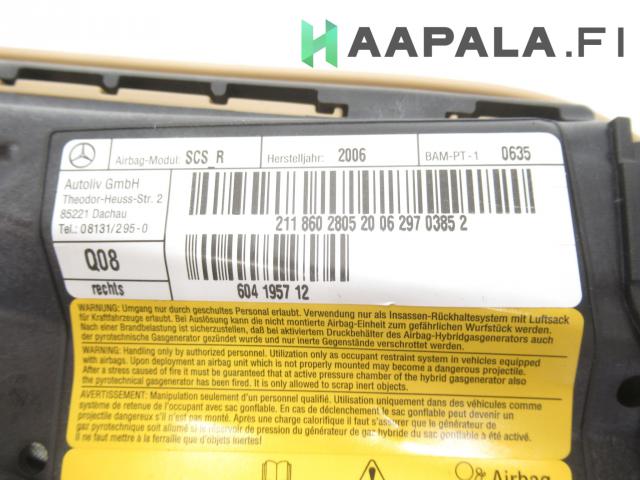 HAAPALA.FI
Airbag-Modul: SCS_R Herstelljahr: 2006 BAM-PT-1 0635
Autoliv GmbH
Theodor-Heuss-Str. 2
85221 Dachau
Tel.: 08131/295-0
211 860 2805 20 06 297 0385 2
Q08
rechts
604 1957 12
WARNUNG: Umgang nur durch geschultes Personal erlaubt. Verwendung nur als Insassen-Rückhaltesystem mit Luftsack
für Kraftfahrzeuge erlaubt. Bei Auslösung kann die nicht montierte Airbag-Einheit zum gefährlichen Wurfstück werden.
Nach einer Brandbelastung ist sicherzustellen, daß bei aktiviertem Druckbehälter des Airbag-Hybridgasgenerators auch
der pyrotechnische Gasgenerator gezündet wurde und nur inerte Gegenstände verschrottet werden.
WARNING: Handling only by authorized personnel. Utilization only as occupant restraint system in vehicles equipped
with airbags. Upon deployment an airbag unit which is not properly mounted may become a dangerous projectile.
After a stress caused of fire it must be guaranteed that at active pressure chamber of the hybrid gasgenerator also
the pyrotechnical gasgenerator has been fired. It is only allowed to scrap inert objects.
AVERTISSEMENT: Manipulation seulement d'un personnel qualifié. Utilisation uniquement dans des véhicules comme
système de retenue de l'occupant avec sac gonflable. En cas de déclenchement le sac gonflable peut devenir un
projectile dangereux s'il n'est pas monté. Après une charge calorifique il faut s'assurer que le générateur de
gaz pyrotechnique soit allumé si le réservoir de pression du générateur de gaz hybride du sac gonflable a été activé.
Il ne faut mettre à la ferraille que d'objets inertes.
Airbag